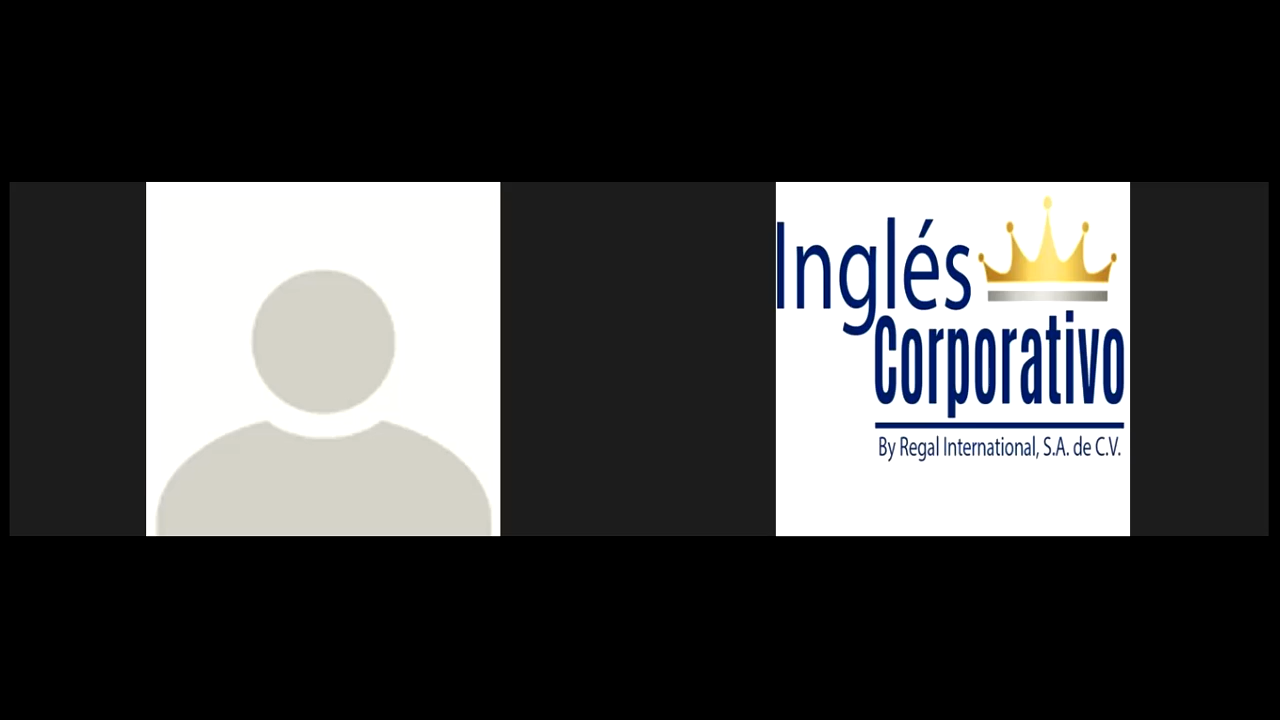 Inglés
Corporativo
By Regal International, S.A. de C.V.